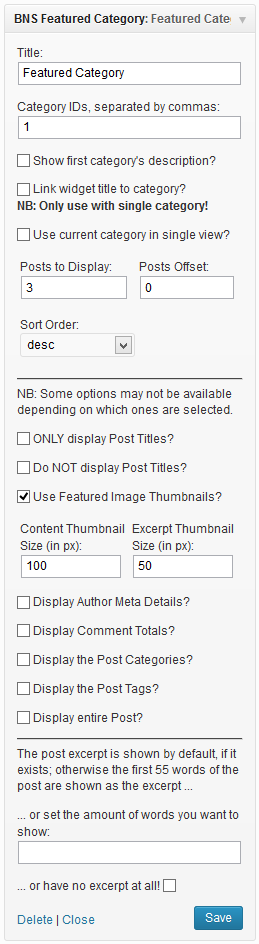 BNS Featured Category: Featured Cate
Title:
Featured Category
Category IDs, separated by commas:
1
Show first category's description?
Link widget title to category?
NB: Only use with single category!
Use current category in single view?
Posts to Display: Posts Offset:
3 0
Sort Order:
desc
NB: Some options may not be available
depending on which ones are selected.
ONLY display Post Titles?
Do NOT display Post Titles?
Use Featured Image Thumbnails?
Content Thumbnail Excerpt Thumbnail
Size (in px): Size (in px):
100 50
Display Author Meta Details?
Display Comment Totals?
Display the Post Categories?
Display the Post Tags?
Display entire Post?
The post excerpt is shown by default, if it
exists; otherwise the first 55 words of the
post are shown as the excerpt ...
... or set the amount of words you want to
show:
... or have no excerpt at all!
Delete | Close Save